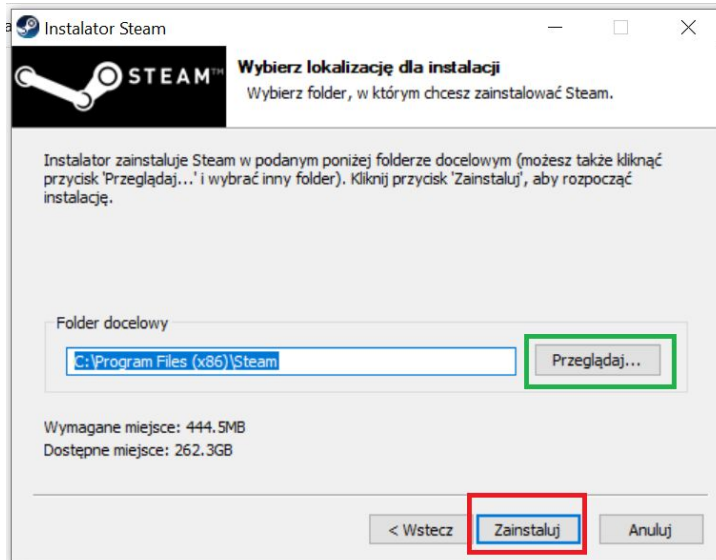 Instalator Steam
STEAM™
Wybierz lokalizację dla instalacji
Wybierz folder, w którym chcesz zainstalować Steam.
Instalator zainstaluje Steam w podanym poniżej folderze docelowym (możesz także kliknąć
przycisk 'Przeglądaj...' i wybrać inny folder). Kliknij przycisk 'Zainstaluj', aby rozpocząć
instalację.
Folder docelowy
C:\Program Files (x86)\Steam
Przeglądaj...
Wymagane miejsce: 444.5MB
Dostępne miejsce: 262.3GB
< Wstecz
Zainstaluj
Anuluj